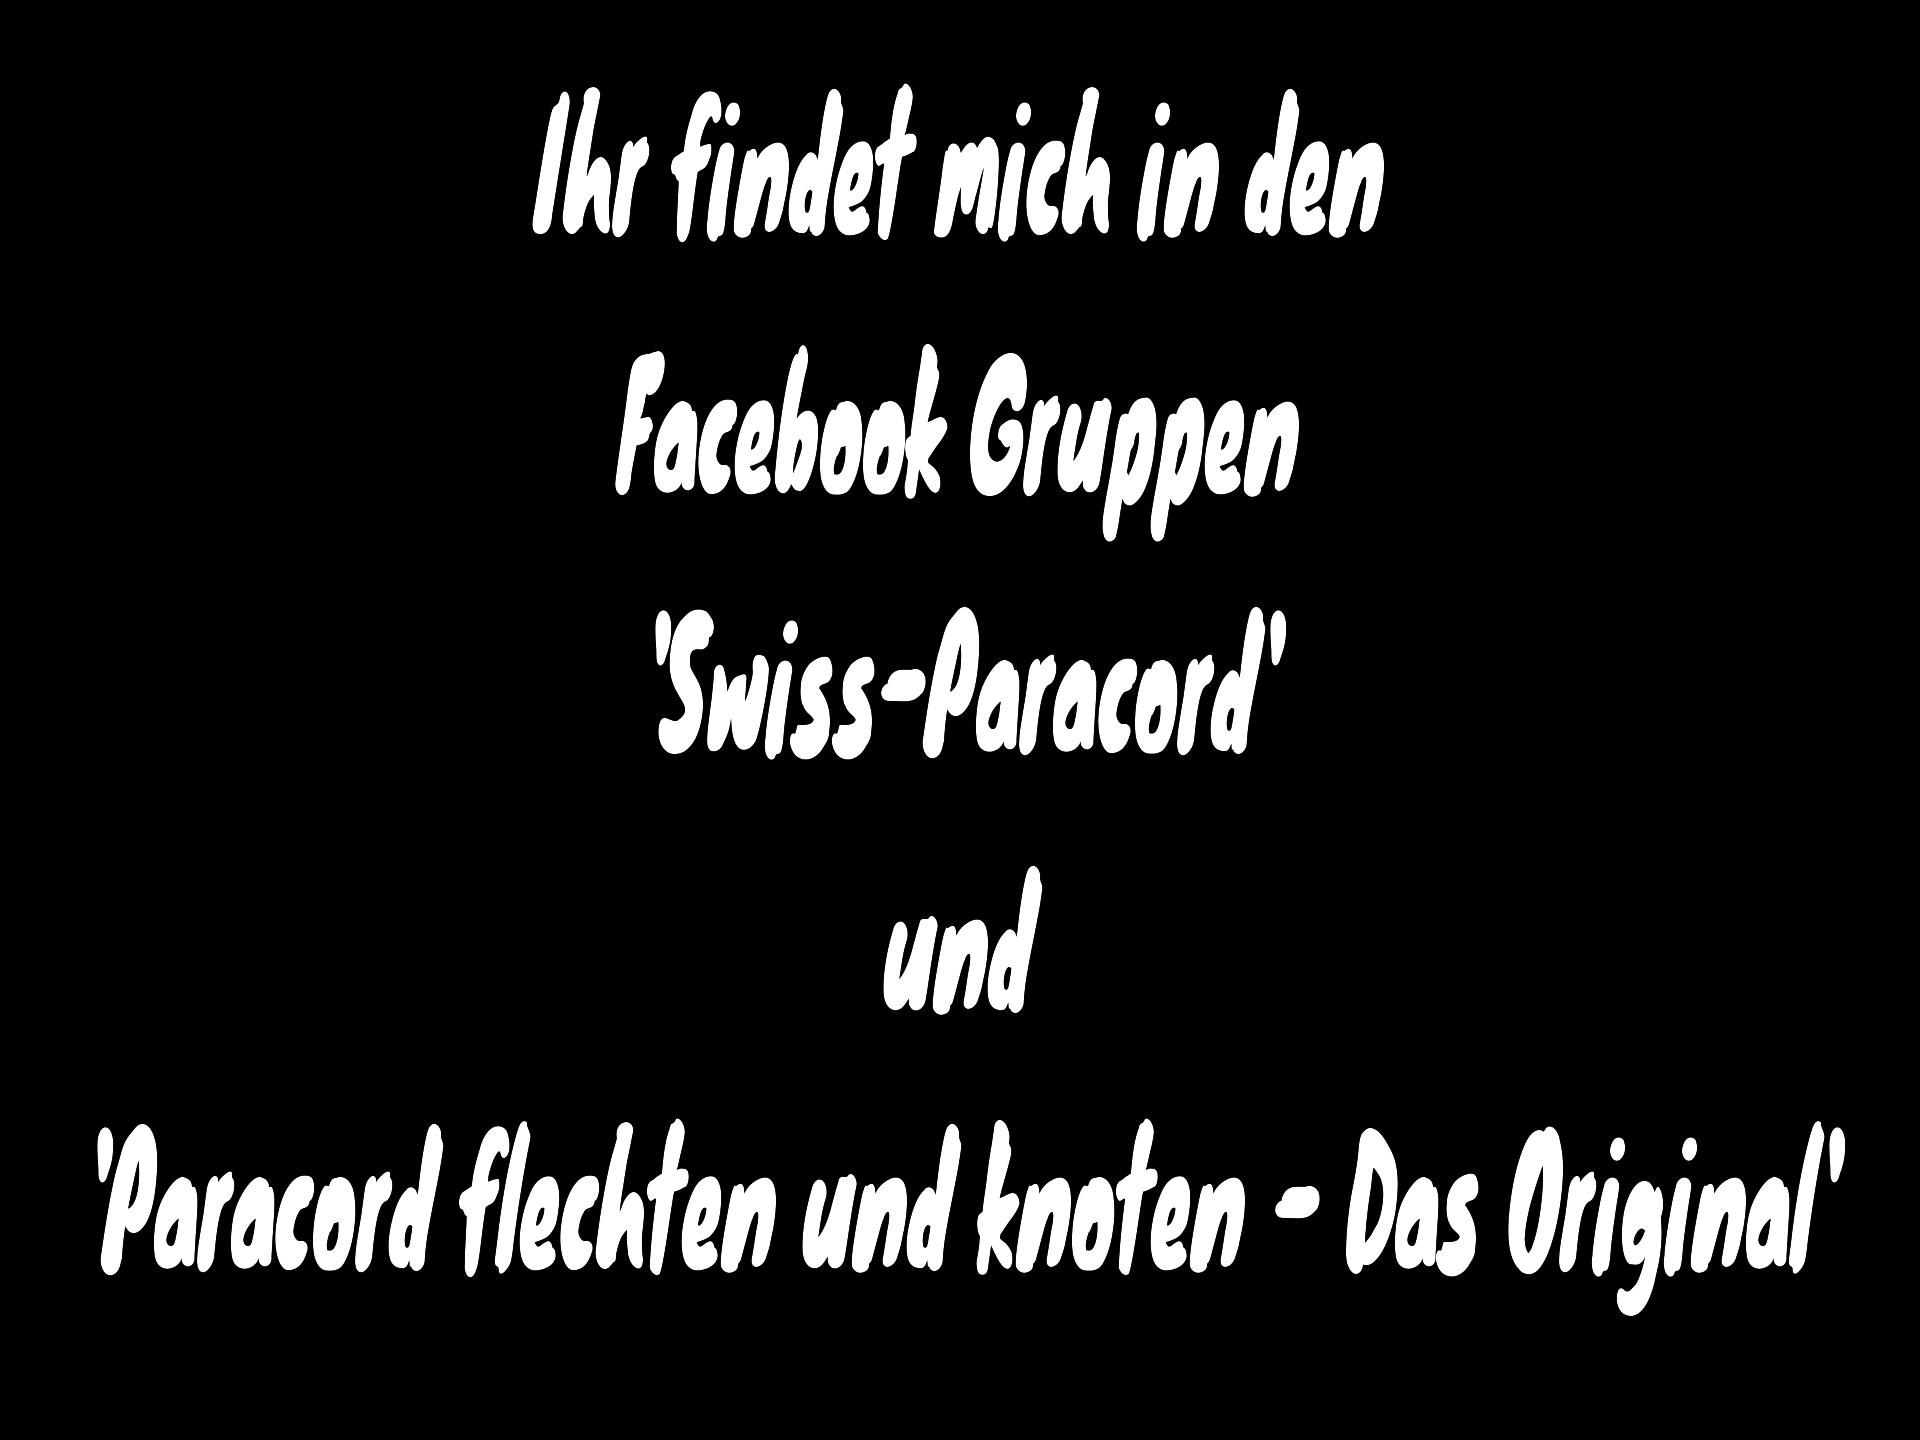 Ihr findet mich in den
Facebook Gruppen
'Swiss-Paracord'
und
'Paracord flechten und knoten - Das Original'